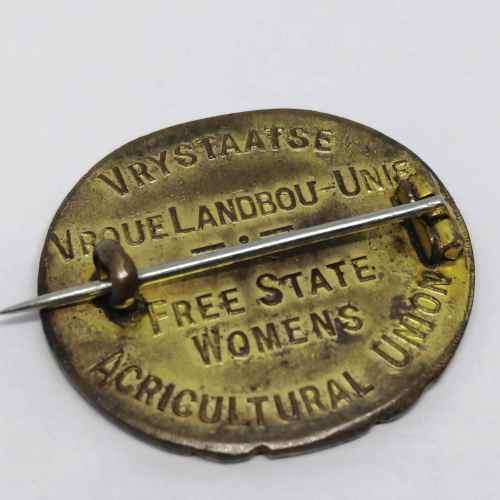 VRYSTAATSE
VROUE LANDBOU-UNIE
FREE STATE
WOMENS
AGRICULTURAL UNION